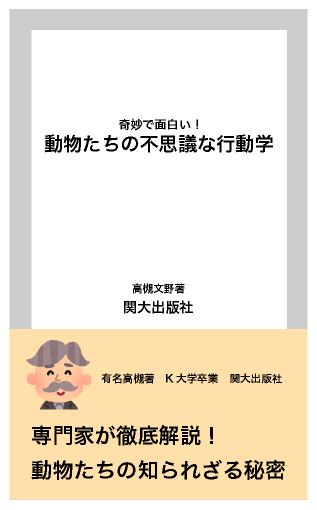 奇妙で面白い！
動物たちの不思議な行動学
高槻文野著
関大出版社
有名高槻著　K大学卒業　関大出版社
専門家が徹底解説！
動物たちの知られざる秘密